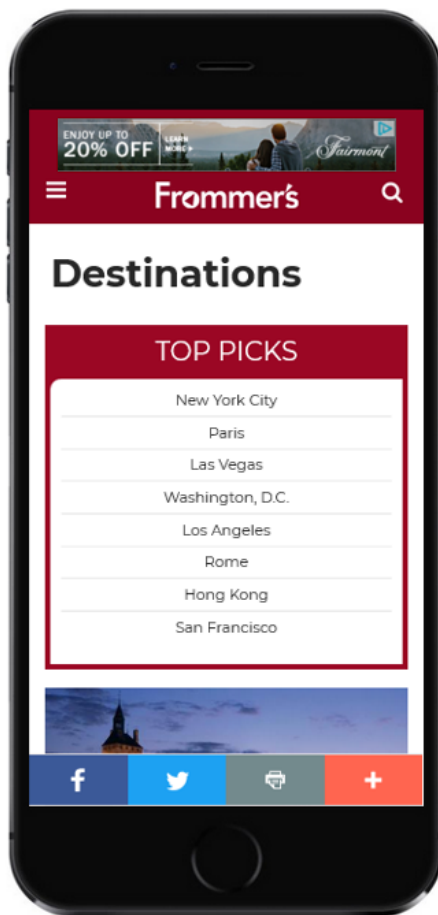 ENJOY UP TO
20% OFF
LEARN
MORE
Fairmont
Frommer's
Destinations
TOP PICKS
New York City
Paris
Las Vegas
Washington, D.C.
Los Angeles
Rome
Hong Kong
San Francisco
f